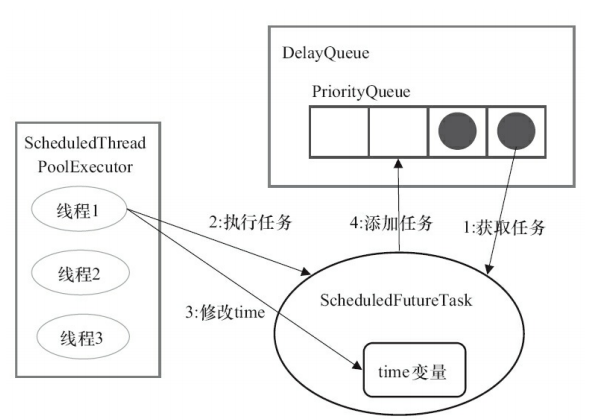 DelayQueue
PriorityQueue
ScheduledThread
PoolExecutor
线程1
线程2
线程3
2:执行任务
4:添加任务
1:获取任务
3:修改time
ScheduledFutureTask
time变量